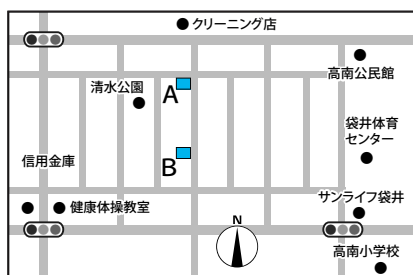 クリーニング店
高南公民館
清水公園
A
袋井体育
センター
B
信用金庫
サンライフ袋井
健康体操教室
N
高南小学校